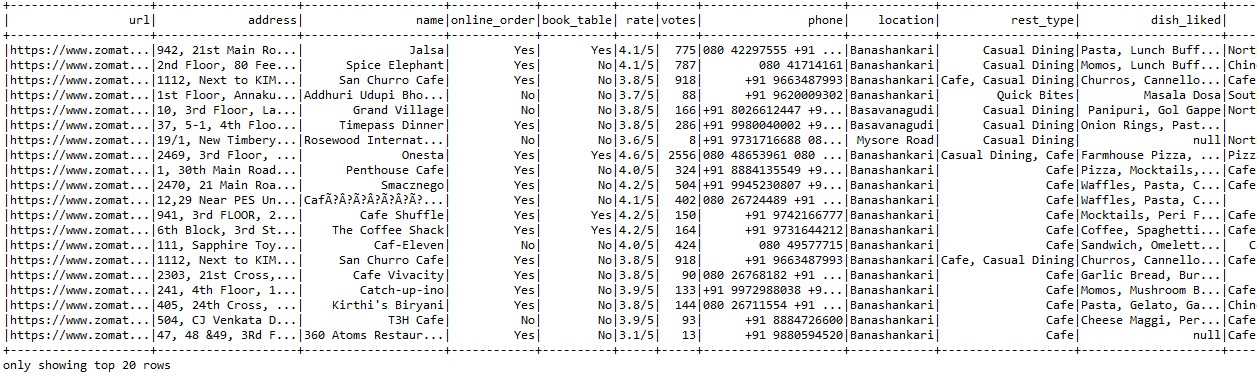 | url| address| name|online_order|book_table| rate|votes| phone| location| rest_type| dish_liked|
|https://www.zomat...|942, 21st Main Ro...| Jalsa| Yes| Yes|4.1/5| 775|080 42297555 +91 ...|Banashankari| Casual Dining|Pasta, Lunch Buff...|Nort
|https://www.zomat...|2nd Floor, 80 Fee...| Spice Elephant| Yes| No|4.1/5| 787| 080 41714161|Banashankari| Casual Dining|Momos, Lunch Buff...|Chin
|https://www.zomat...|1112, Next to KIM...| San Churro Cafe| Yes| No|3.8/5| 918| +91 9663487993|Banashankari|Cafe, Casual Dining|Churros, Cannello...|Cafe
|https://www.zomat...|1st Floor, Annaku...|Addhuri Udupi Bho...| No| No|3.7/5| 88| +91 9620009302|Banashankari| Quick Bites| Masala Dosa|Sout
|https://www.zomat...|10, 3rd Floor, La...| Grand Village| No| No|3.8/5| 166|+91 8026612447 +9...|Basavanagudi| Casual Dining| Panipuri, Gol Gappe|Nort
|https://www.zomat...|37, 5-1, 4th Floo...| Timepass Dinner| Yes| No|3.8/5| 286|+91 9980040002 +9...|Basavanagudi| Casual Dining|Onion Rings, Past...|
|https://www.zomat...|19/1, New Timbery...|Rosewood Internat...| No| No|3.6/5| 8|+91 9731716688 08...| Mysore Road| Casual Dining| null|Nort
|https://www.zomat...|2469, 3rd Floor, ...| Onesta| Yes| Yes|4.6/5| 2556|080 48653961 080 ...|Banashankari|Casual Dining, Cafe|Farmhouse Pizza, ...|Pizz
|https://www.zomat...|1, 30th Main Road...| Penthouse Cafe| Yes| No|4.0/5| 324|+91 8884135549 +9...|Banashankari| Cafe|Pizza, Mocktails,...|Cafe
|https://www.zomat...|2470, 21 Main Roa...| Smacznego| Yes| No|4.2/5| 504|+91 9945230807 +9...|Banashankari| Cafe|Waffles, Pasta, C...|Cafe
|https://www.zomat...|12,29 Near PES Un...|CafÃ?Â?Ã?Â?Ã?Â?Ã?...| Yes| No|4.1/5| 402|080 26724489 +91 ...|Banashankari| Cafe|Waffles, Pasta, C...|
|https://www.zomat...|941, 3rd FLOOR, 2...| Cafe Shuffle| Yes| Yes|4.2/5| 150| +91 9742166777|Banashankari| Cafe|Mocktails, Peri F...|Cafe
|https://www.zomat...|6th Block, 3rd St...| The Coffee Shack| Yes| Yes|4.2/5| 164| +91 9731644212|Banashankari| Cafe|Coffee, Spaghetti...|Cafe
|https://www.zomat...|111, Sapphire Toy...| Caf-Eleven| No| No|4.0/5| 424| 080 49577715|Banashankari| Cafe|Sandwich, Omelett...| C
|https://www.zomat...|1112, Next to KIM...| San Churro Cafe| Yes| No|3.8/5| 918| +91 9663487993|Banashankari|Cafe, Casual Dining|Churros, Cannello...|Cafe
|https://www.zomat...|2303, 21st Cross,...| Cafe Vivacity| Yes| No|3.8/5| 90|080 26768182 +91 ...|Banashankari| Cafe|Garlic Bread, Bur...|
|https://www.zomat...|241, 4th Floor, 1...| Catch-up-ino| Yes| No|3.9/5| 133|+91 9972988038 +9...|Banashankari| Cafe|Momos, Mushroom B...|Cafe
|https://www.zomat...|405, 24th Cross, ...| Kirthi's Biryani| Yes| No|3.8/5| 144|080 26711554 +91 ...|Banashankari| Cafe|Pasta, Gelato, Ga...|Chin
|https://www.zomat...|504, CJ Venkata D...| T3H Cafe| No| No|3.9/5| 93| +91 8884726600|Banashankari| Cafe|Cheese Maggi, Per...|Cafe
|https://www.zomat...|47, 48 &49, 3Rd F...|360 Atoms Restaur...| Yes| No|3.1/5| 13| +91 9880594520|Banashankari| Cafe| null|Cafe
only showing top 20 rows